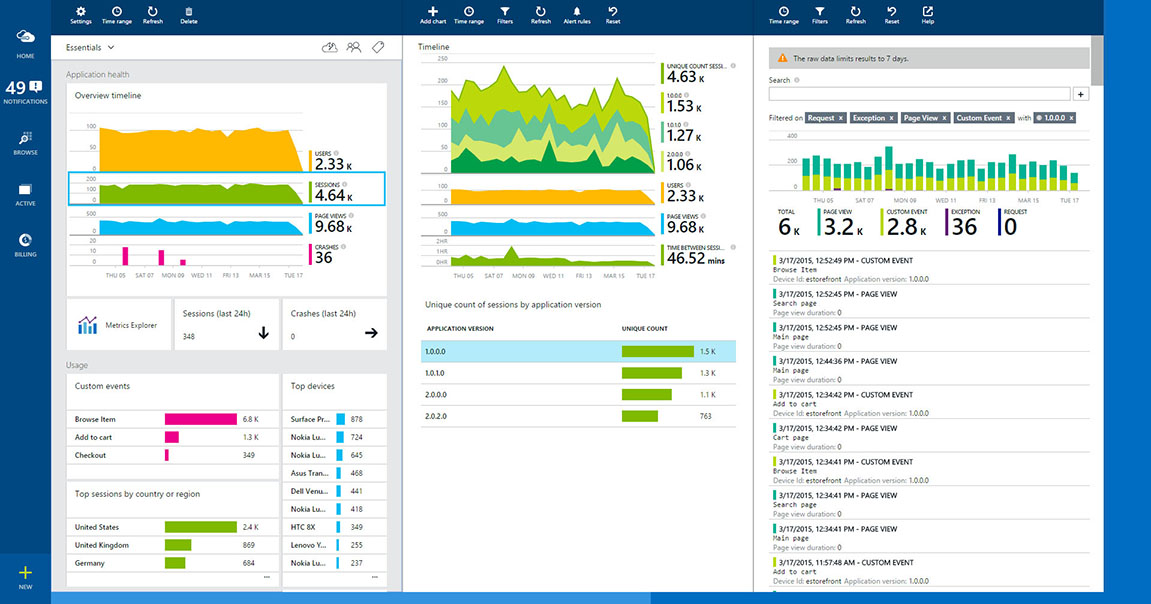 HOME
49
NOTIFICATIONS
BROWSE
ACTIVE
BILLING
NEW
Settings Time range Refresh Delete
Essentials
Application health
Overview timeline
100
50
0
USERS
2.33 K
200
100
0
SESSIONS
4.64 K
500
0
PAGE VIEWS
9.68 K
20
10
0
CRASHES
36
THU 05 SAT 07 MON 09 WED 11 FRI 13 MAR 15 TUE 17
Metrics Explorer
Sessions (last 24h)
348
Crashes (last 24h)
0
Usage
Custom events
Browse Item 6.8 K
Add to cart 1.3 K
Checkout 349
Top sessions by country or region
United States 2.4 K
United Kingdom 869
Germany 684
...
Top devices
Surface Pr... 878
Nokia Lu... 724
Nokia Lu... 645
Asus Tran... 468
Dell Venu... 441
Nokia Lu... 418
HTC 8X 349
Lenovo Y... 255
Nokia Lu... 237
...
Add chart Time range Filters Refresh Alert rules Reset
Timeline
250
200
150
100
50
0
UNIQUE COUNT SESSI...
4.63 K
1.0.0.0
1.53 K
1.0.1.0
1.27 K
2.0.0.0
1.06 K
100
0
USERS
2.33 K
500
0
PAGE VIEWS
9.68 K
2HR
1HR
0HR
TIME BETWEEN SESSI...
46.52 mins
THU 05 SAT 07 MON 09 WED 11 FRI 13 MAR 15 TUE 17
Unique count of sessions by application version
APPLICATION VERSION UNIQUE COUNT
1.0.0.0 1.5 K
1.0.1.0 1.3 K
2.0.0.0 1.1 K
2.0.2.0 763
Time range Filters Refresh Reset Help
The raw data limits results to 7 days.
Search
+
Filtered on Request x Exception x Page View x Custom Event x with 1.0.0.0 x
400
200
0
THU 05 SAT 07 MON 09 WED 11 FRI 13 MAR 15 TUE 17
TOTAL
6 K
PAGE VIEW
3.2 K
CUSTOM EVENT
2.8 K
EXCEPTION
36
REQUEST
0
3/17/2015, 12:52:49 PM - CUSTOM EVENT
Browse Item
Device Id: estorefront Application version: 1.0.0.0
3/17/2015, 12:52:45 PM - PAGE VIEW
Search page
Page view duration: 0
3/17/2015, 12:52:45 PM - PAGE VIEW
Main page
Page view duration: 0
3/17/2015, 12:44:36 PM - PAGE VIEW
Main page
Page view duration: 0
3/17/2015, 12:34:42 PM - CUSTOM EVENT
Add to cart
Device Id: estorefront Application version: 1.0.0.0
3/17/2015, 12:34:42 PM - PAGE VIEW
Cart page
Page view duration: 0
3/17/2015, 12:34:41 PM - CUSTOM EVENT
Browse Item
Device Id: estorefront Application version: 1.0.0.0
3/17/2015, 12:34:41 PM - PAGE VIEW
Search page
Page view duration: 0
3/17/2015, 12:34:41 PM - PAGE VIEW
Main page
Page view duration: 0
3/17/2015, 11:57:48 AM - CUSTOM EVENT
Add to cart
Device Id: estorefront Application version: 1.0.0.0